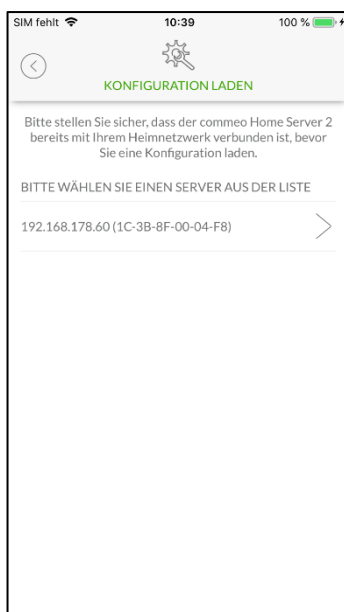 SIM fehlt 10:39 100 %
KONFIGURATION LADEN
Bitte stellen Sie sicher, dass der commeo Home Server 2
bereits mit Ihrem Heimnetzwerk verbunden ist, bevor
Sie eine Konfiguration laden.
BITTE WÄHLEN SIE EINEN SERVER AUS DER LISTE
192.168.178.60 (1C-3B-8F-00-04-F8)